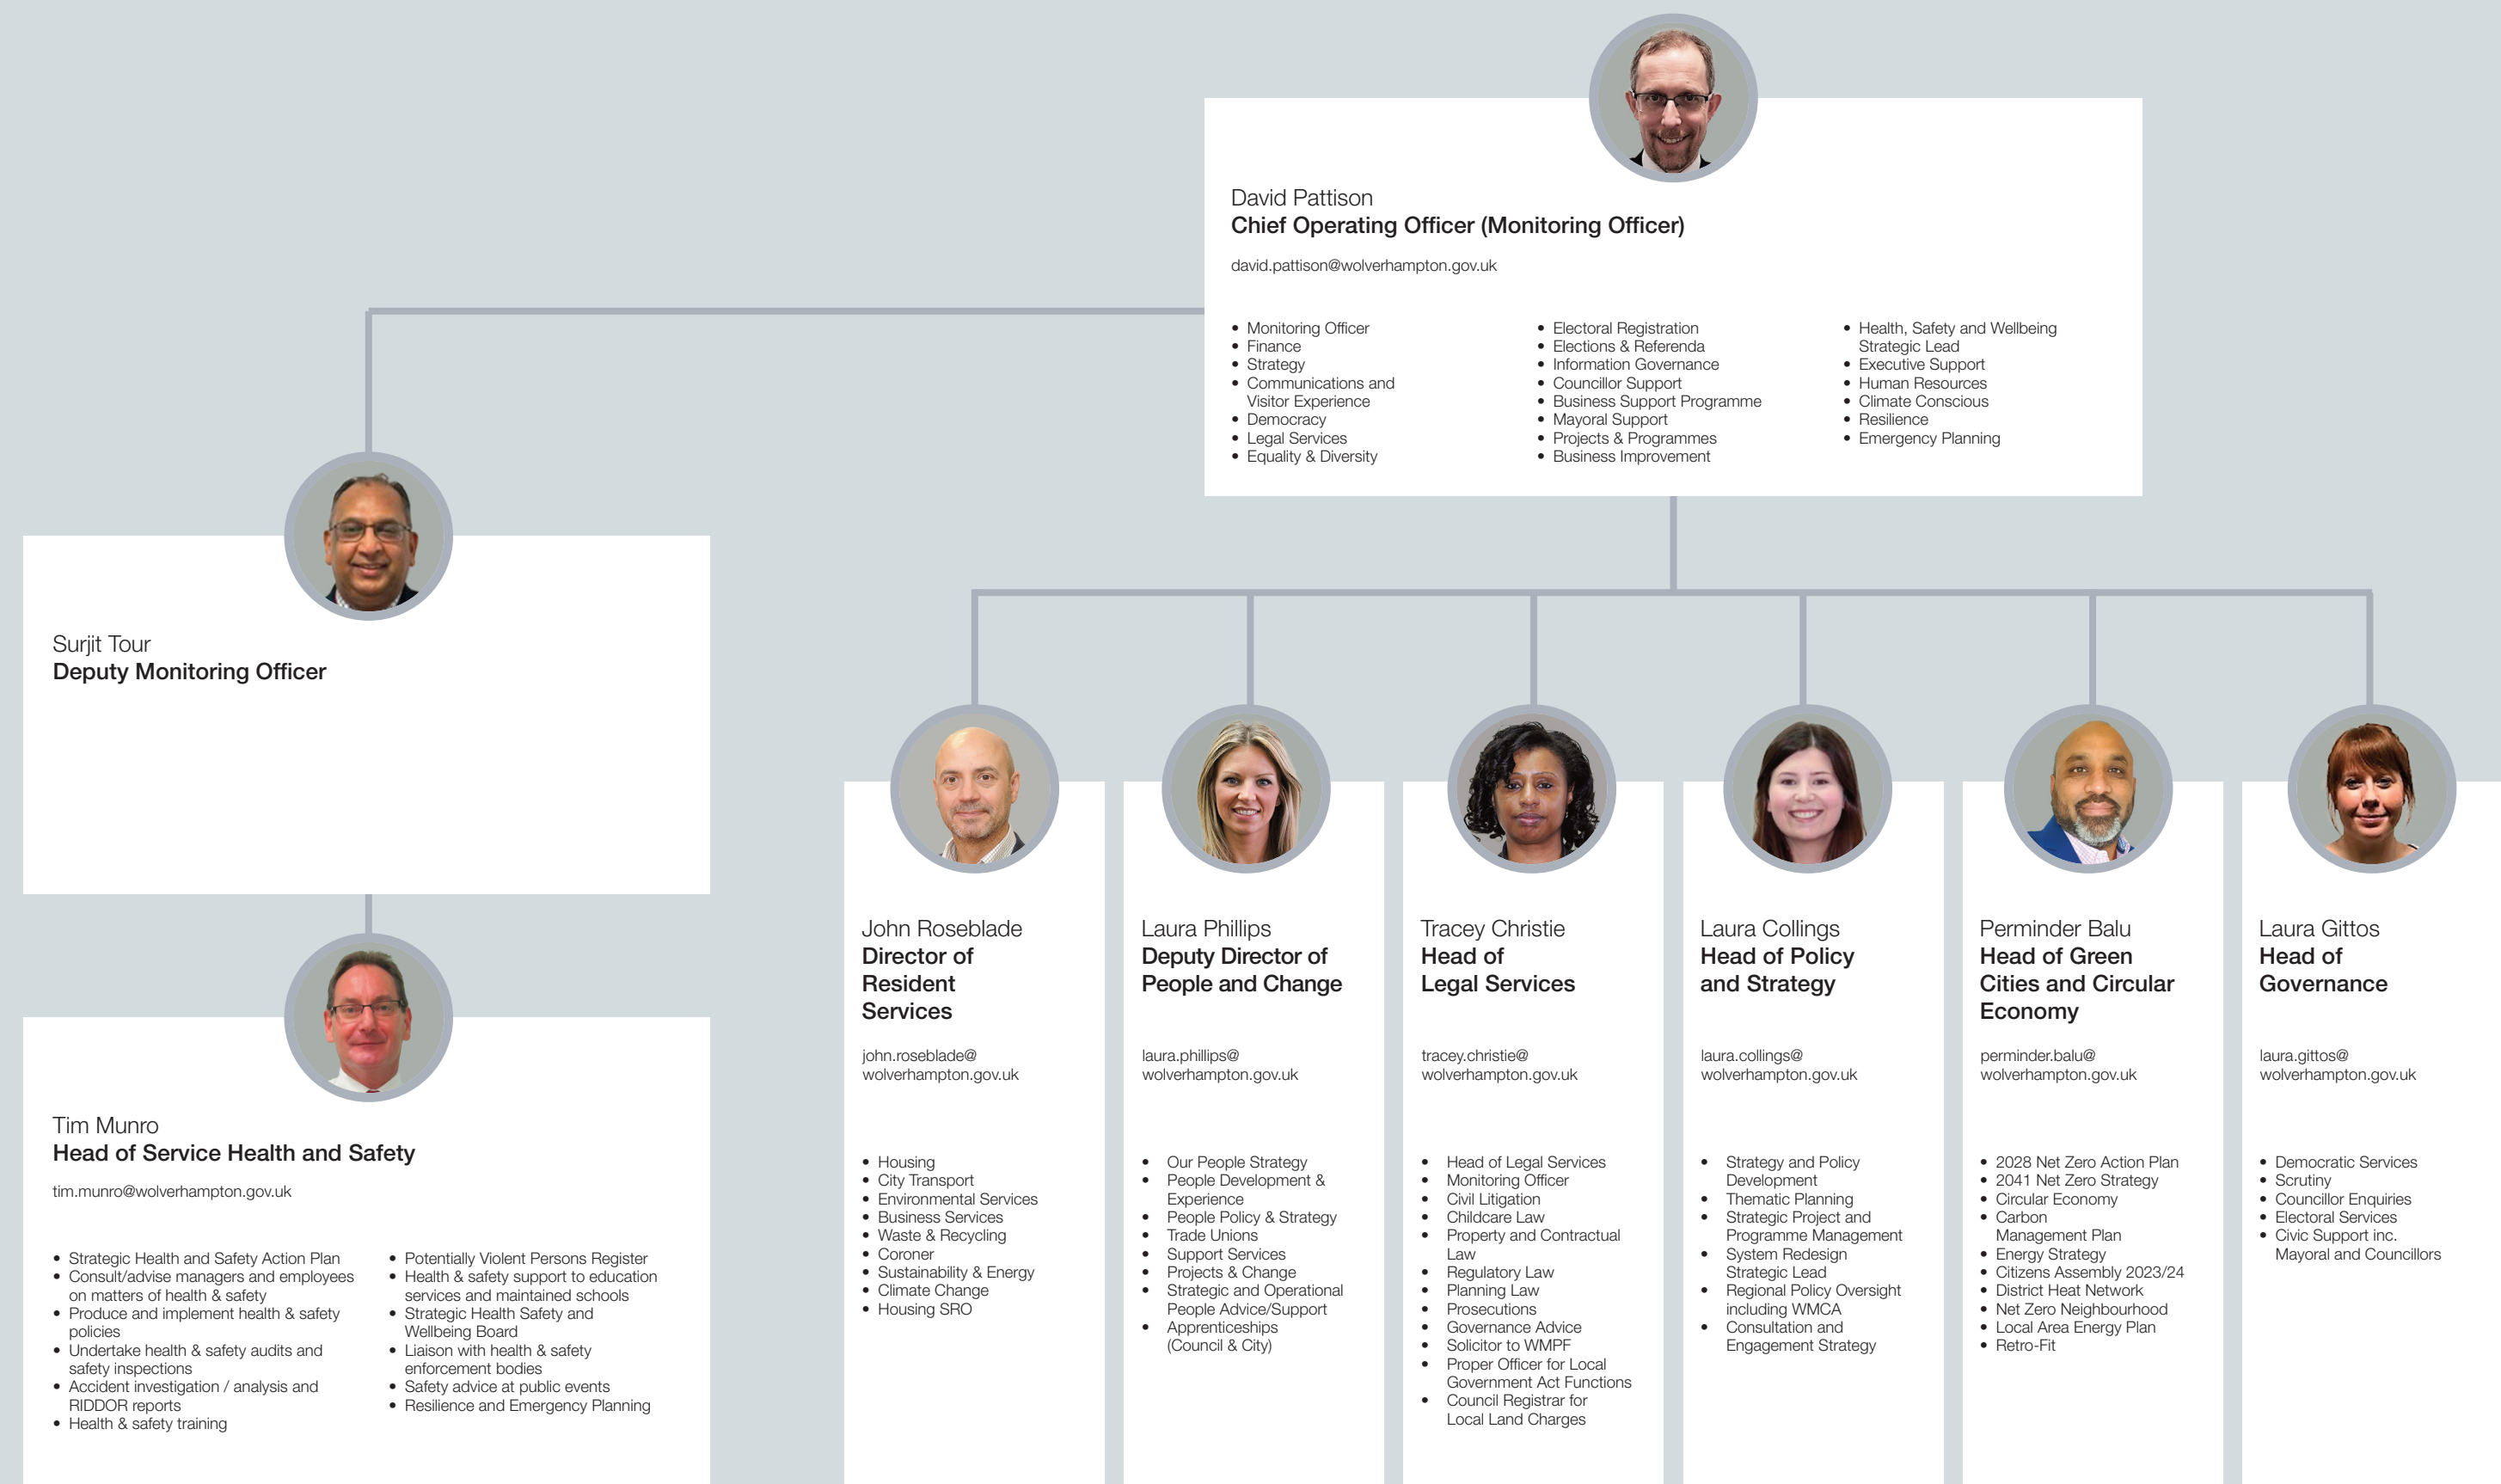 David Pattison
Chief Operating Officer (Monitoring Officer)
david.pattison@wolverhampton.gov.uk
• Monitoring Officer
• Finance
• Strategy
• Communications and
Visitor Experience
• Democracy
• Legal Services
• Equality & Diversity
• Electoral Registration
• Elections & Referenda
• Information Governance
• Councillor Support
• Business Support Programme
• Mayoral Support
• Projects & Programmes
• Business Improvement
• Health, Safety and Wellbeing
Strategic Lead
• Executive Support
• Human Resources
• Climate Conscious
• Resilience
• Emergency Planning
Surjit Tour
Deputy Monitoring Officer
Tim Munro
Head of Service Health and Safety
tim.munro@wolverhampton.gov.uk
• Strategic Health and Safety Action Plan
• Consult/advise managers and employees
on matters of health & safety
• Produce and implement health & safety
policies
• Undertake health & safety audits and
safety inspections
• Accident investigation / analysis and
RIDDOR reports
• Health & safety training
• Potentially Violent Persons Register
• Health & safety support to education
services and maintained schools
• Strategic Health Safety and
Wellbeing Board
• Liaison with health & safety
enforcement bodies
• Safety advice at public events
• Resilience and Emergency Planning
John Roseblade
Director of
Resident
Services
john.roseblade@
wolverhampton.gov.uk
• Housing
• City Transport
• Environmental Services
• Business Services
• Waste & Recycling
• Coroner
• Sustainability & Energy
• Climate Change
• Housing SRO
Laura Phillips
Deputy Director of
People and Change
laura.phillips@
wolverhampton.gov.uk
• Our People Strategy
• People Development &
Experience
• People Policy & Strategy
• Trade Unions
• Support Services
• Projects & Change
• Strategic and Operational
People Advice/Support
• Apprenticeships
(Council & City)
Tracey Christie
Head of
Legal Services
tracey.christie@
wolverhampton.gov.uk
• Head of Legal Services
• Monitoring Officer
• Civil Litigation
• Childcare Law
• Property and Contractual
Law
• Regulatory Law
• Planning Law
• Prosecutions
• Governance Advice
• Solicitor to WMPF
• Proper Officer for Local
Government Act Functions
• Council Registrar for
Local Land Charges
Laura Collings
Head of Policy
and Strategy
laura.collings@
wolverhampton.gov.uk
• Strategy and Policy
Development
• Thematic Planning
• Strategic Project and
Programme Management
• System Redesign
Strategic Lead
• Regional Policy Oversight
including WMCA
• Consultation and
Engagement Strategy
Perminder Balu
Head of Green
Cities and Circular
Economy
perminder.balu@
wolverhampton.gov.uk
• 2028 Net Zero Action Plan
• 2041 Net Zero Strategy
• Circular Economy
• Carbon
Management Plan
• Energy Strategy
• Citizens Assembly 2023/24
• District Heat Network
• Net Zero Neighbourhood
• Local Area Energy Plan
• Retro-Fit
Laura Gittos
Head of
Governance
laura.gittos@
wolverhampton.gov.uk
• Democratic Services
• Scrutiny
• Councillor Enquiries
• Electoral Services
• Civic Support inc.
Mayoral and Councillors